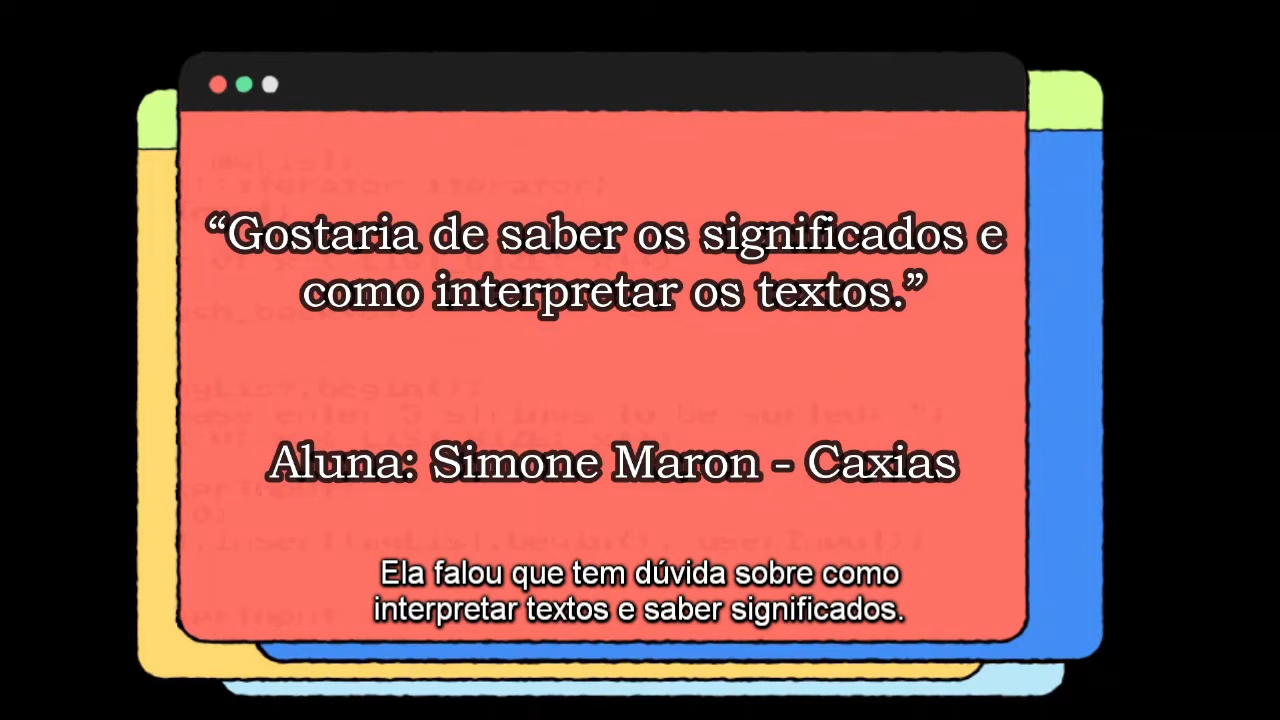 “Gostaria de saber os significados e
como interpretar os textos.”
Aluna: Simone Maron - Caxias
Ela falou que tem dúvida sobre como
interpretar textos e saber significados.